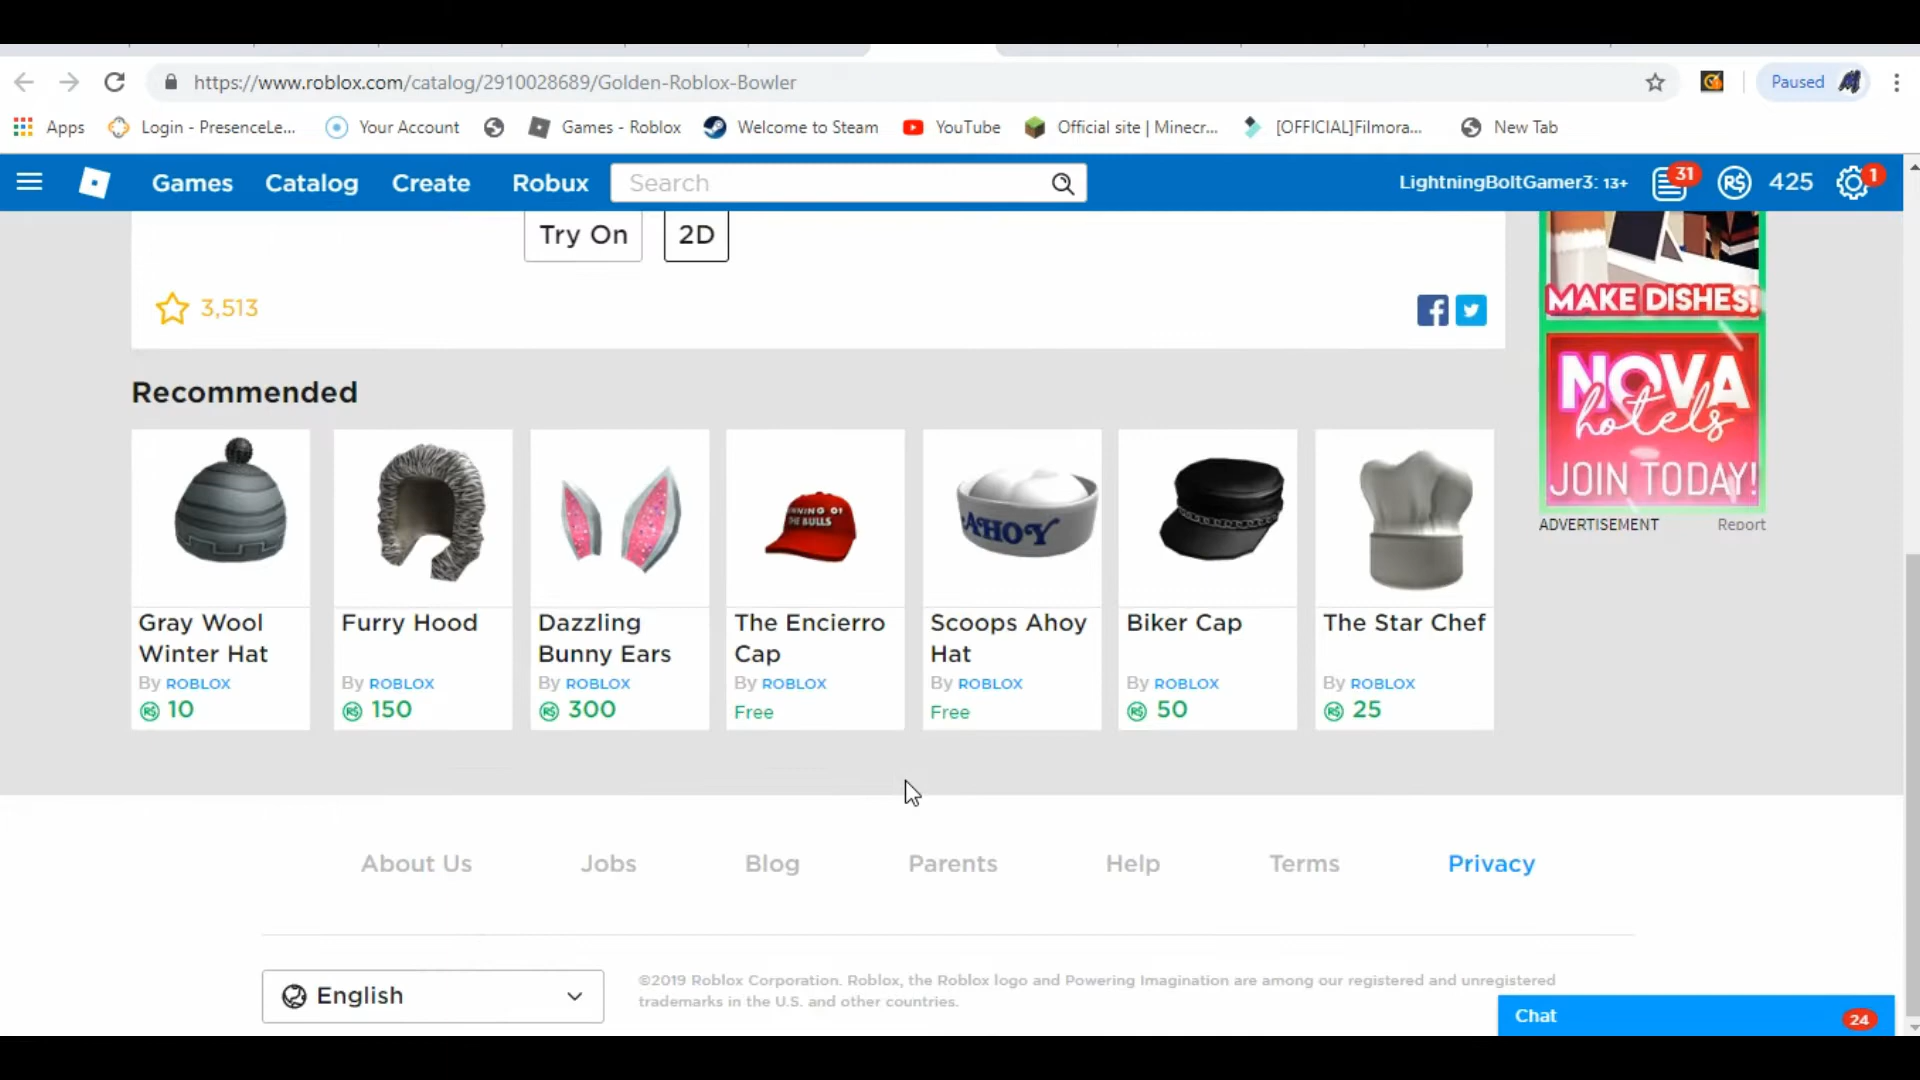 https://www.roblox.com/catalog/2910028689/Golden-Roblox-Bowler
Paused
Apps
Login - PresenceLe...
Your Account
Games - Roblox
Welcome to Steam
YouTube
Official site | Minecr...
[OFFICIAL]Filmora...
New Tab
Games
Catalog
Create
Robux
Search
LightningBoltGamer3: 13+
31
R$
425
1
Try On
2D
3,513
MAKE DISHES!
NOVA
hotels
JOIN TODAY!
ADVERTISEMENT
Report
Recommended
THE BULLS
AHOY
Gray Wool
Winter Hat
By ROBLOX
R$ 10
Furry Hood
By ROBLOX
R$ 150
Dazzling
Bunny Ears
By ROBLOX
R$ 300
The Encierro
Cap
By ROBLOX
Free
Scoops Ahoy
Hat
By ROBLOX
Free
Biker Cap
By ROBLOX
R$ 50
The Star Chef
By ROBLOX
R$ 25
About Us
Jobs
Blog
Parents
Help
Terms
Privacy
English
©2019 Roblox Corporation. Roblox, the Roblox logo and Powering Imagination are among our registered and unregistered
trademarks in the U.S. and other countries.
Chat
24